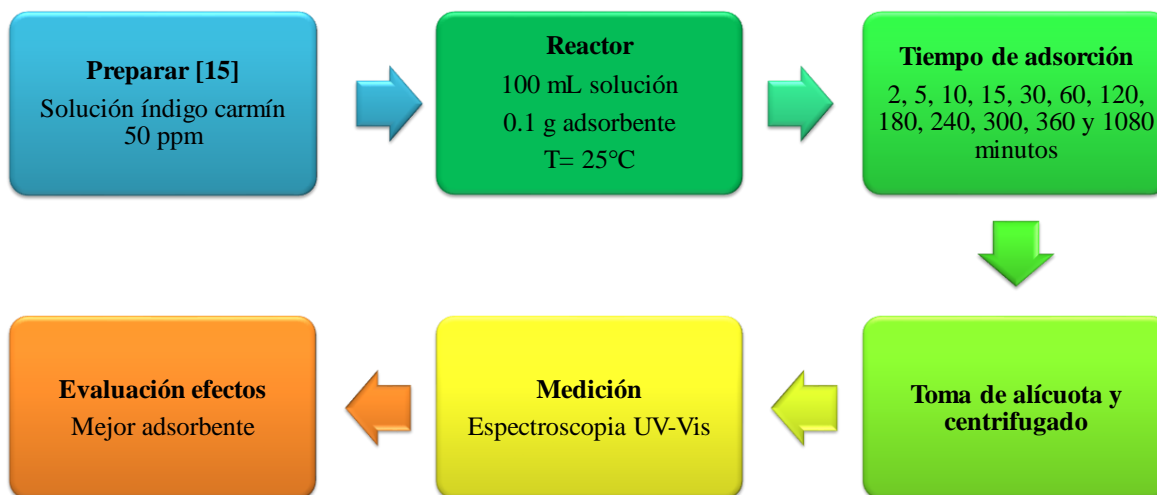 Preparar [15]
Solución índigo carmín
50 ppm
Reactor
100 mL solución
0.1 g adsorbente
T= 25°C
Tiempo de adsorción
2, 5, 10, 15, 30, 60, 120,
180, 240, 300, 360 y 1080
minutos
Toma de alícuota y
centrifugado
Medición
Espectroscopia UV-Vis
Evaluación efectos
Mejor adsorbente